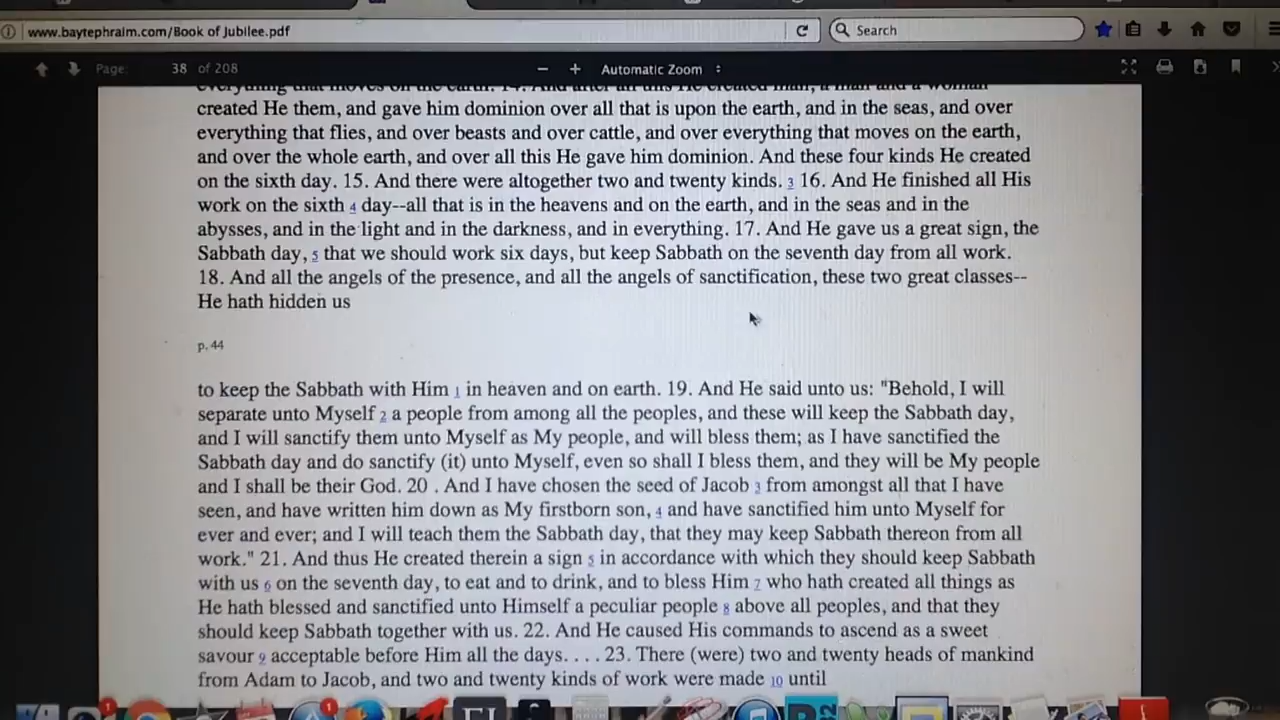 www.baytephraim.com/Book of Jubilee.pdf
Search
Page: 38 of 208
Automatic Zoom
everything that moves on the earth. 14. And after all this He created man, a man and a woman
created He them, and gave him dominion over all that is upon the earth, and in the seas, and over
everything that flies, and over beasts and over cattle, and over everything that moves on the earth,
and over the whole earth, and over all this He gave him dominion. And these four kinds He created
on the sixth day. 15. And there were altogether two and twenty kinds. 3 16. And He finished all His
work on the sixth 4 day--all that is in the heavens and on the earth, and in the seas and in the
abysses, and in the light and in the darkness, and in everything. 17. And He gave us a great sign, the
Sabbath day, 5 that we should work six days, but keep Sabbath on the seventh day from all work.
18. And all the angels of the presence, and all the angels of sanctification, these two great classes--
He hath hidden us
p. 44
to keep the Sabbath with Him 1 in heaven and on earth. 19. And He said unto us: "Behold, I will
separate unto Myself 2 a people from among all the peoples, and these will keep the Sabbath day,
and I will sanctify them unto Myself as My people, and will bless them; as I have sanctified the
Sabbath day and do sanctify (it) unto Myself, even so shall I bless them, and they will be My people
and I shall be their God. 20 . And I have chosen the seed of Jacob 3 from amongst all that I have
seen, and have written him down as My firstborn son, 4 and have sanctified him unto Myself for
ever and ever; and I will teach them the Sabbath day, that they may keep Sabbath thereon from all
work." 21. And thus He created therein a sign 5 in accordance with which they should keep Sabbath
with us 6 on the seventh day, to eat and to drink, and to bless Him 7 who hath created all things as
He hath blessed and sanctified unto Himself a peculiar people 8 above all peoples, and that they
should keep Sabbath together with us. 22. And He caused His commands to ascend as a sweet
savour 9 acceptable before Him all the days. . . . 23. There (were) two and twenty heads of mankind
from Adam to Jacob, and two and twenty kinds of work were made 10 until